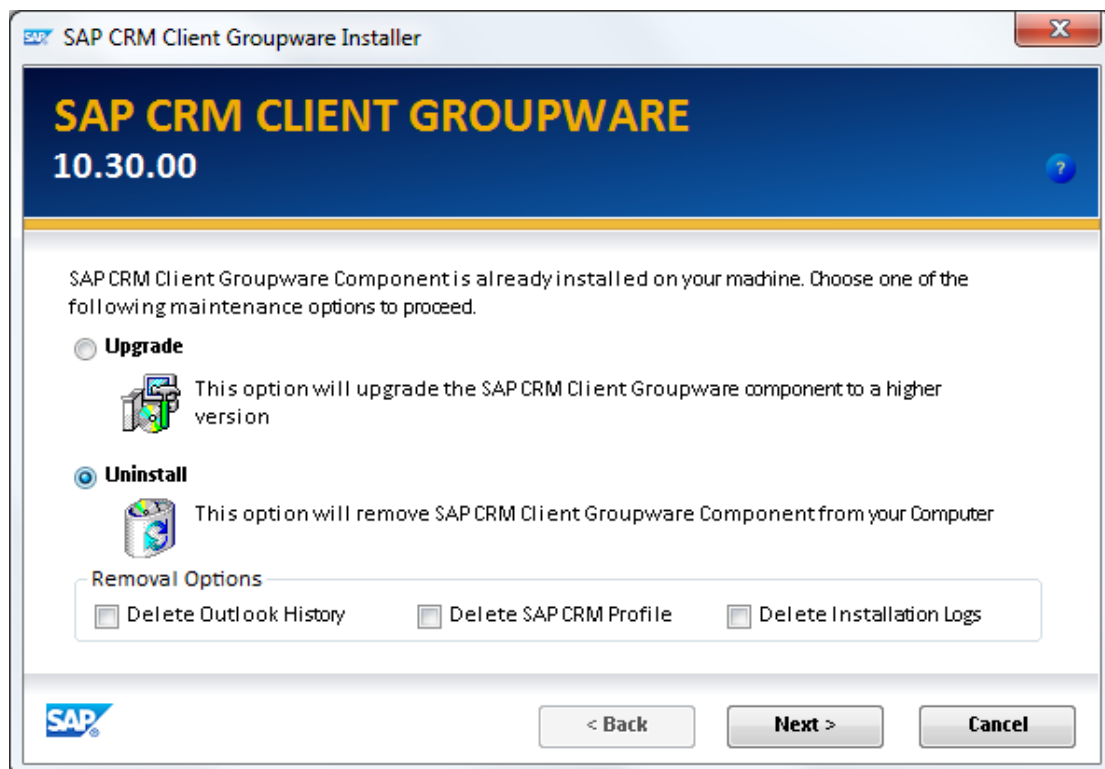 SAP CRM Client Groupware Installer
SAP CRM CLIENT GROUPWARE
10.30.00
?
SAP CRM Client Groupware Component is already installed on your machine. Choose one of the
following maintenance options to proceed.
Upgrade
This option will upgrade the SAP CRM Client Groupware component to a higher
version
Uninstall
This option will remove SAP CRM Client Groupware Component from your Computer
Removal Options
Delete Outlook History Delete SAP CRM Profile Delete Installation Logs
SAP® < Back Next > Cancel